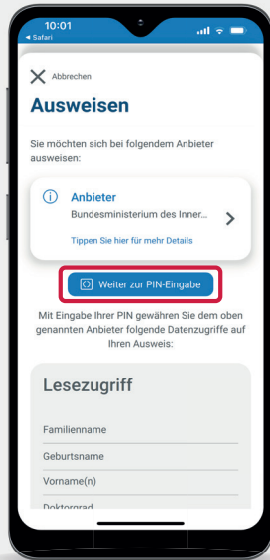 10:01
◂ Safari
Abbrechen
Ausweisen
Sie möchten sich bei folgendem Anbieter
ausweisen:
Anbieter
Bundesministerium des Inner...
Tippen Sie hier für mehr Details
Weiter zur PIN-Eingabe
Mit Eingabe Ihrer PIN gewähren Sie dem oben
genannten Anbieter folgende Datenzugriffe auf
Ihren Ausweis:
Lesezugriff
Familienname
Geburtsname
Vorname(n)
Doktorgrad